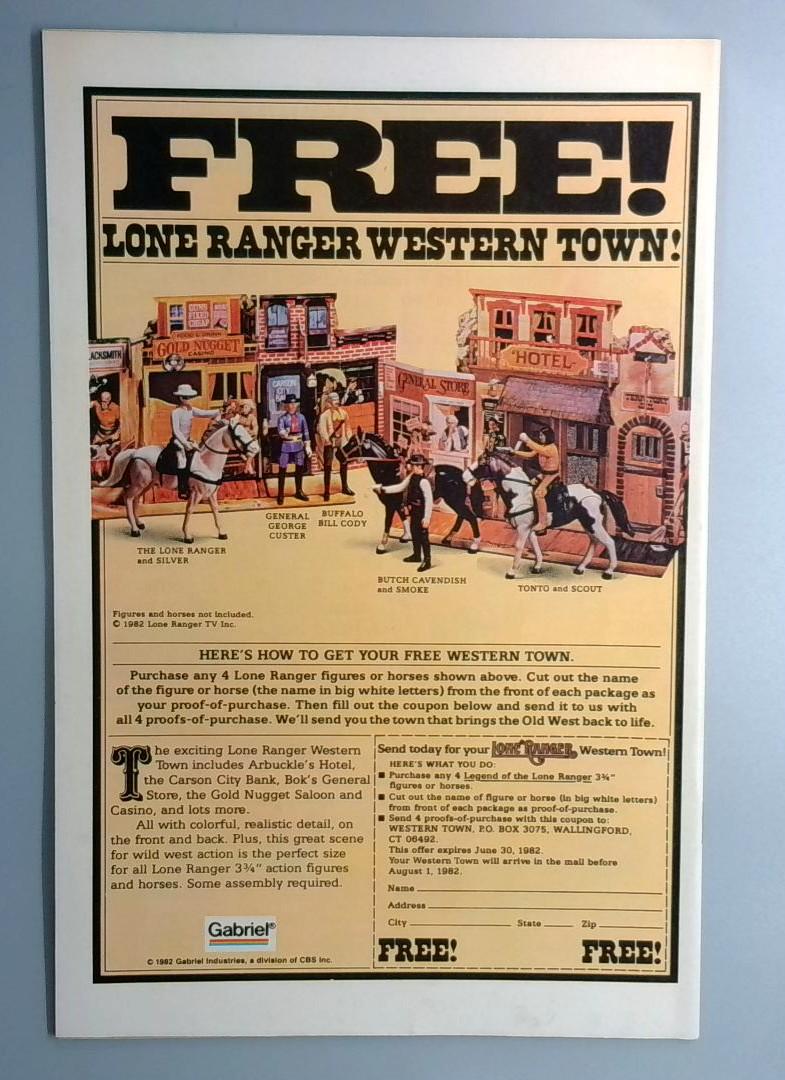 FREE!
LONE RANGER WESTERN TOWN!
GUNS
FIXED
CHEAP
FOOD & DRINK
GOLD NUGGET
CASINO
ACKSMITH
CARSON
CITY
GENERAL STORE
HOTEL
THE LONE RANGER
and SILVER
GENERAL
GEORGE
CUSTER
BUFFALO
BILL CODY
BUTCH CAVENDISH
and SMOKE
TONTO and SCOUT
Figures and horses not included.
© 1982 Lone Ranger TV Inc.
HERE'S HOW TO GET YOUR FREE WESTERN TOWN.
Purchase any 4 Lone Ranger figures or horses shown above. Cut out the name
of the figure or horse (the name in big white letters) from the front of each package as
your proof-of-purchase. Then fill out the coupon below and send it to us with
all 4 proofs-of-purchase. We'll send you the town that brings the Old West back to life.
The exciting Lone Ranger Western
Town includes Arbuckle's Hotel,
the Carson City Bank, Bok's General
Store, the Gold Nugget Saloon and
Casino, and lots more.
All with colorful, realistic detail, on
the front and back. Plus, this great scene
for wild west action is the perfect size
for all Lone Ranger 3¾" action figures
and horses. Some assembly required.
Gabriel®
© 1982 Gabriel Industries, a division of CBS Inc.
Send today for your LONE RANGER Western Town!
HERE'S WHAT YOU DO:
■ Purchase any 4 Legend of the Lone Ranger 3¾"
figures or horses.
■ Cut out the name of figure or horse (in big white letters)
from front of each package as proof-of-purchase.
■ Send 4 proofs-of-purchase with this coupon to:
WESTERN TOWN, P.O. BOX 3075, WALLINGFORD,
CT 06492.
This offer expires June 30, 1982.
Your Western Town will arrive in the mail before
August 1, 1982.
Name
Address
City State Zip
FREE! FREE!